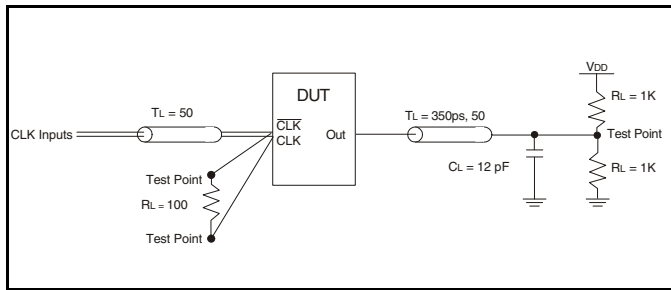 VDD
DUT
RL = 1K
TL = 50
TL = 350ps, 50
CLK
CLK Inputs
CLK
Out
Test Point
Test Point
CL = 12 pF
RL = 1K
RL = 100
Test Point